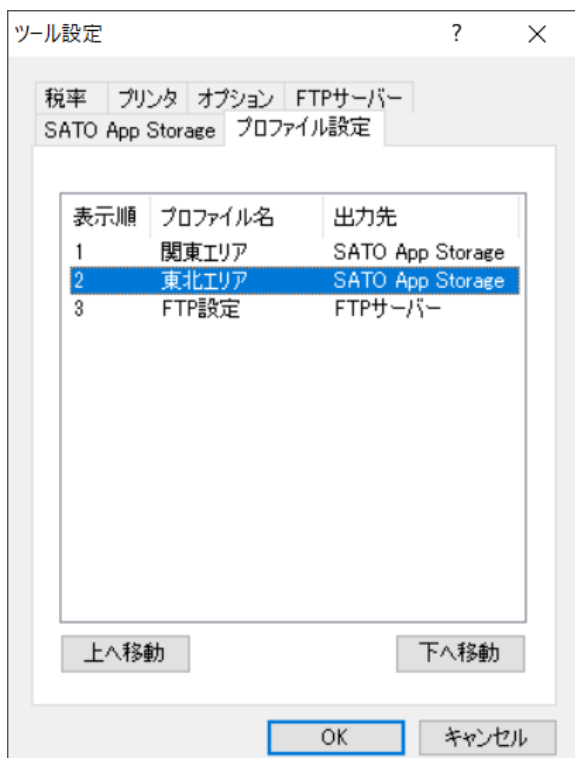 ツール設定 ? ×
税率 プリンタ オプション FTPサーバー
SATO App Storage プロファイル設定
表示順 プロファイル名 出力先
1 関東エリア SATO App Storage
2 東北エリア SATO App Storage
3 FTP設定 FTPサーバー
上へ移動 下へ移動
OK キャンセル